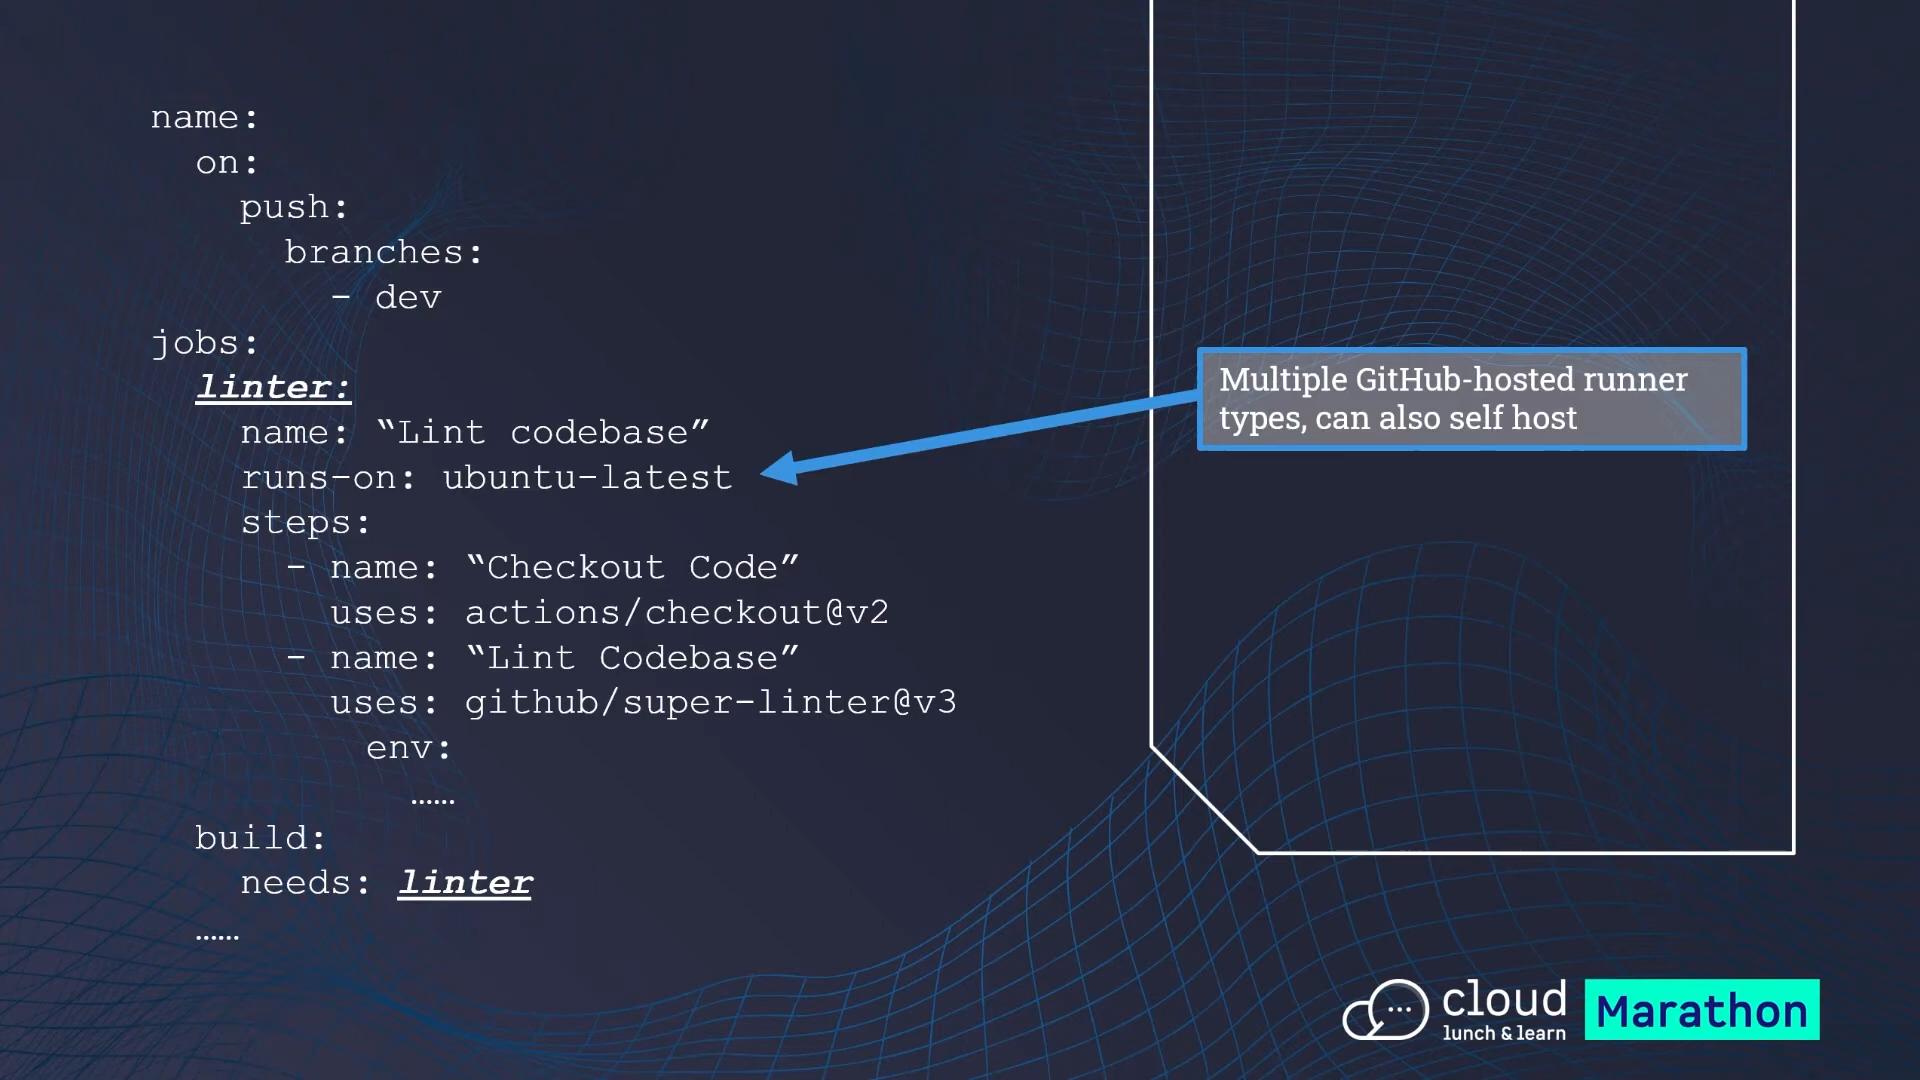 name:
on:
push:
branches:
- dev
jobs:
linter:
name: “Lint codebase”
runs-on: ubuntu-latest
steps:
- name: “Checkout Code”
uses: actions/checkout@v2
- name: “Lint Codebase”
uses: github/super-linter@v3
env:
……
build:
needs: linter
……
Multiple GitHub-hosted runner
types, can also self host
cloud
lunch & learn
Marathon